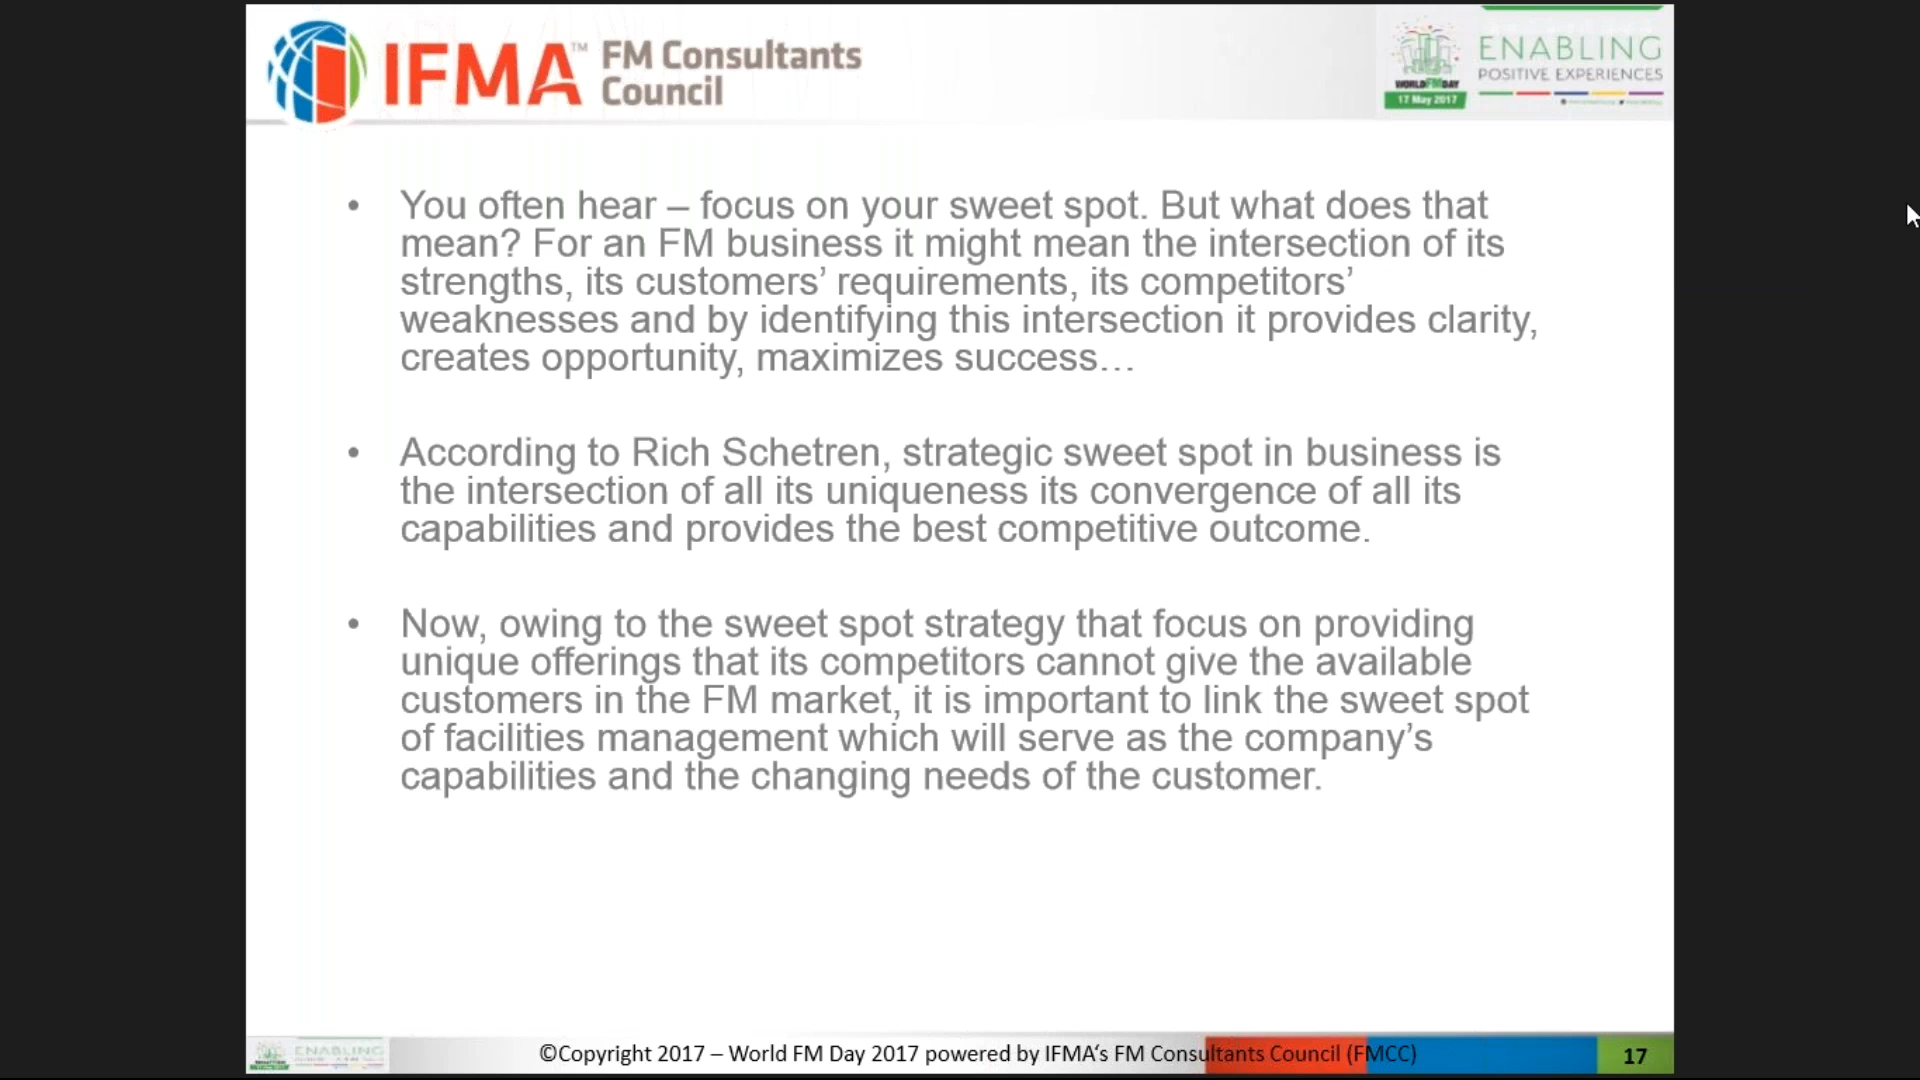 IFMA™ FM Consultants
Council
WORLD FM DAY
17 May 2017
ENABLING
POSITIVE EXPERIENCES
• You often hear – focus on your sweet spot. But what does that
mean? For an FM business it might mean the intersection of its
strengths, its customers’ requirements, its competitors’
weaknesses and by identifying this intersection it provides clarity,
creates opportunity, maximizes success…
• According to Rich Schetren, strategic sweet spot in business is
the intersection of all its uniqueness its convergence of all its
capabilities and provides the best competitive outcome.
• Now, owing to the sweet spot strategy that focus on providing
unique offerings that its competitors cannot give the available
customers in the FM market, it is important to link the sweet spot
of facilities management which will serve as the company’s
capabilities and the changing needs of the customer.
ENABLING
©Copyright 2017 – World FM Day 2017 powered by IFMA‘s FM Consultants Council (FMCC)
17